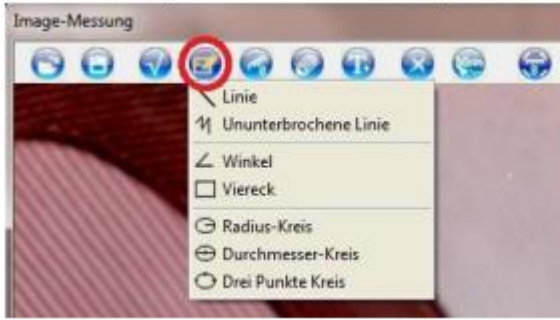 Image-Messung
Linie
Ununterbrochene Linie
Winkel
Viereck
Radius-Kreis
Durchmesser-Kreis
Drei Punkte Kreis